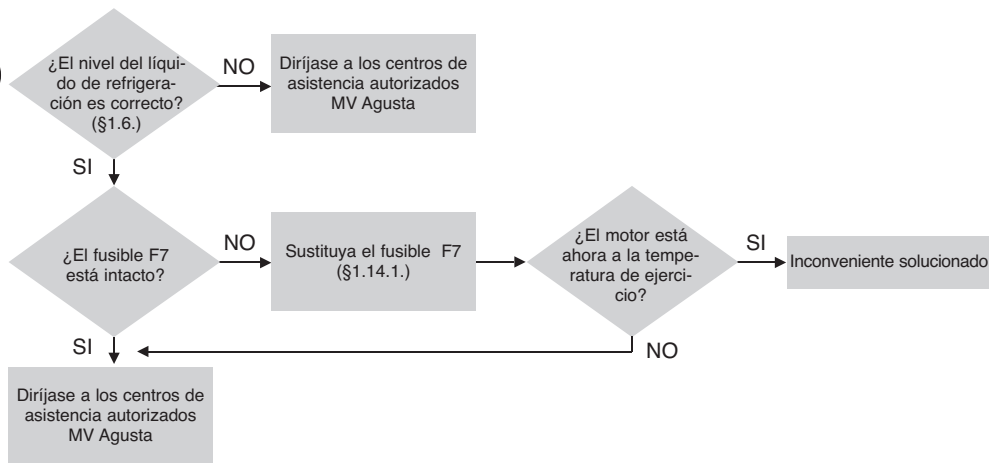 )
¿El nivel del líqui-
do de refrigera-
ción es correcto?
(§1.6.)
NO
Diríjase a los centros de
asistencia autorizados
MV Agusta
SI
¿El fusible F7
está intacto?
NO
Sustituya el fusible F7
(§1.14.1.)
¿El motor está
ahora a la tempe-
ratura de ejerci-
cio?
SI
Inconveniente solucionado
SI
NO
Diríjase a los centros de
asistencia autorizados
MV Agusta